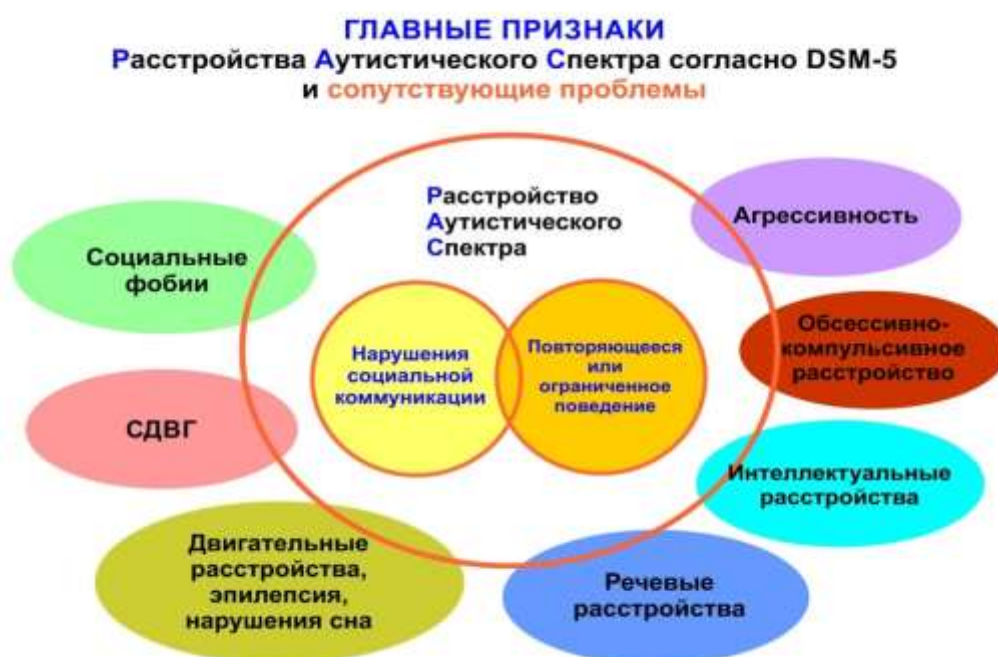 ГЛАВНЫЕ ПРИЗНАКИ
Расстройства Аутистического Спектра согласно DSM-5
и сопутствующие проблемы
Расстройство
Аутистического
Спектра
Агрессивность
Социальные
фобии
Обсессивно-
компульсивное
расстройство
Нарушения
социальной
коммуникации
Повторяющееся
или
ограниченное
поведение
СДВГ
Интеллектуальные
расстройства
Двигательные
расстройства,
эпилепсия,
нарушения сна
Речевые
расстройства